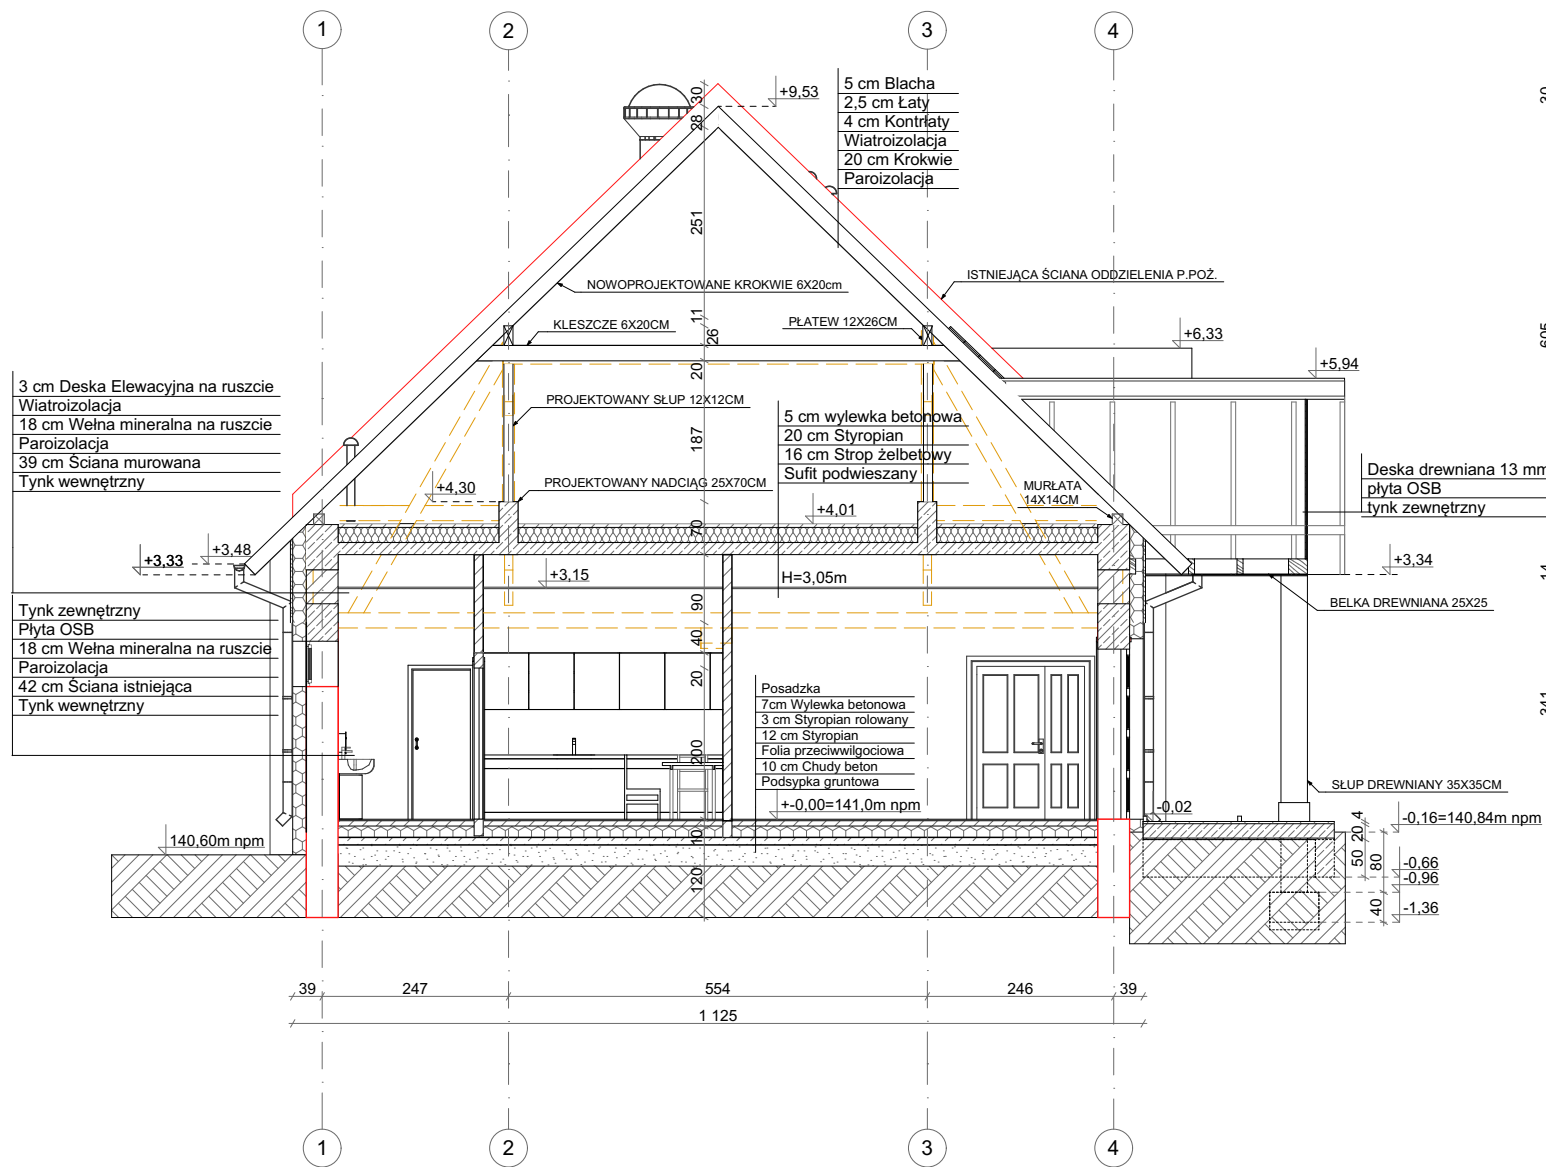 1
2
3
4
+9,53
5 cm Blacha
2,5 cm Łaty
4 cm Kontrłaty
Wiatroizolacja
20 cm Krokwie
Paroizolacja
30
28
251
11
26
20
187
70
90
40
20
200
10
120
NOWOPROJEKTOWANE KROKWIE 6X20cm
ISTNIEJĄCA ŚCIANA ODDZIELENIA P.POŻ.
KLESZCZE 6X20CM
PŁATEW 12X26CM
+6,33
+5,94
3 cm Deska Elewacyjna na ruszcie
Wiatroizolacja
18 cm Wełna mineralna na ruszcie
Paroizolacja
39 cm Ściana murowana
Tynk wewnętrzny
PROJEKTOWANY SŁUP 12X12CM
5 cm wylewka betonowa
20 cm Styropian
16 cm Strop żelbetowy
Sufit podwieszany
Deska drewniana 13 mm
płyta OSB
tynk zewnętrzny
+4,30
PROJEKTOWANY NADCIĄG 25X70CM
MURŁATA
14X14CM
+4,01
+3,48
+3,33
+3,15
H=3,05m
+3,34
BELKA DREWNIANA 25X25
Tynk zewnętrzny
Płyta OSB
18 cm Wełna mineralna na ruszcie
Paroizolacja
42 cm Ściana istniejąca
Tynk wewnętrzny
Posadzka
7cm Wylewka betonowa
3 cm Styropian rolowany
12 cm Styropian
Folia przeciwwilgociowa
10 cm Chudy beton
Podsypka gruntowa
+-0,00=141,0m npm
SŁUP DREWNIANY 35X35CM
-0,02
-0,16=140,84m npm
140,60m npm
4
20
50
80
40
-0,66
-0,96
-1,36
39
247
554
246
39
1 125
1
2
3
4